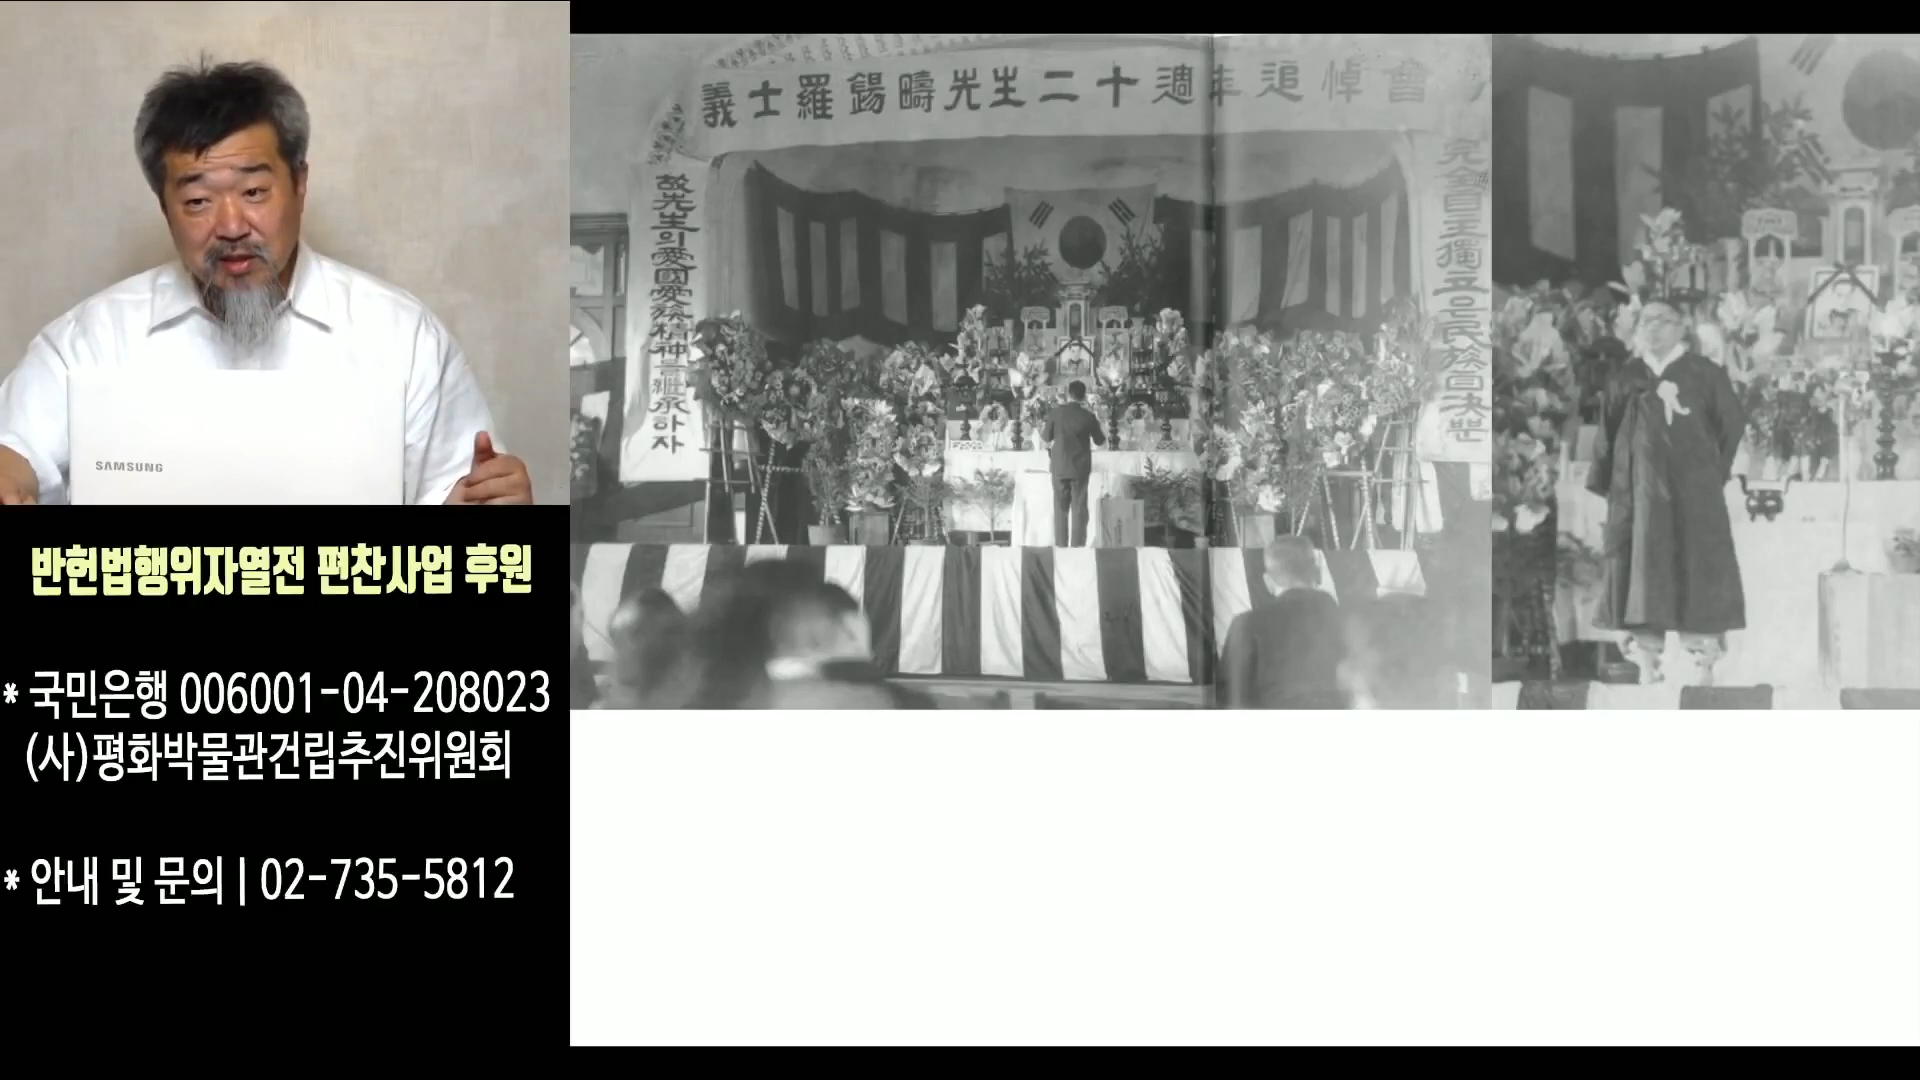 SAMSUNG
반헌법행위자열전 편찬사업 후원
* 국민은행 006001-04-208023
(사)평화박물관건립추진위원회
* 안내 및 문의 | 02-735-5812
義士羅錫疇先生二十週年追悼會
故先生의愛國愛族精神을繼承하자
完全自主獨立은民族自決뿐